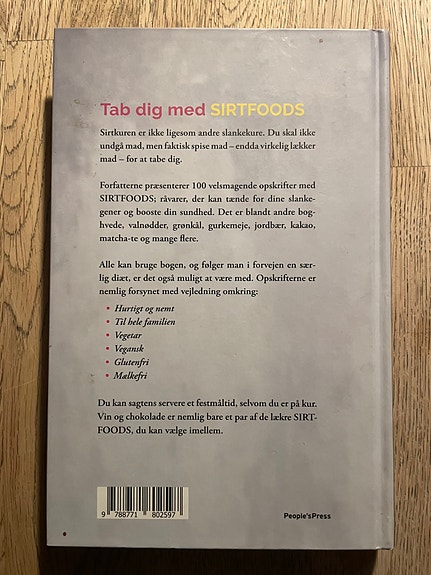 Tab dig med SIRTFOODS
Sirtkuren er ikke ligesom andre slankekure. Du skal ikke
undgå mad, men faktisk spise mad – endda virkelig lækker
mad – for at tabe dig.
Forfatterne præsenterer 100 velsmagende opskrifter med
SIRTFOODS; råvarer, der kan tænde for dine slanke-
gener og booste din sundhed. Det er blandt andre bog-
hvede, valnødder, grønkål, gurkemeje, jordbær, kakao,
matcha-te og mange flere.
Alle kan bruge bogen, og følger man i forvejen en sær-
lig diæt, er det også muligt at være med. Opskrifterne er
nemlig forsynet med vejledning omkring:
• Hurtigt og nemt
• Til hele familien
• Vegetar
• Vegansk
• Glutenfri
• Mælkefri
Du kan sagtens servere et festmåltid, selvom du er på kur.
Vin og chokolade er nemlig bare et par af de lækre SIRT-
FOODS, du kan vælge imellem.
9 788771 802597
People'sPress